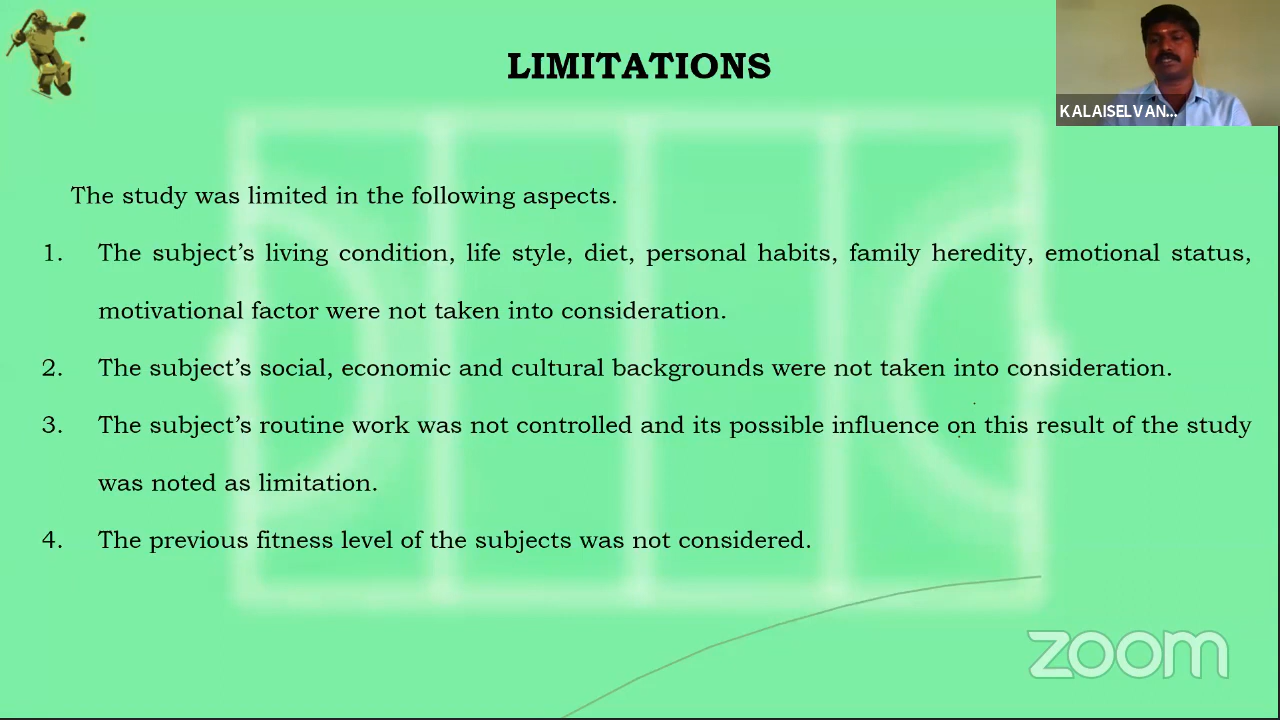 LIMITATIONS
KALAISELVAN...
The study was limited in the following aspects.
1. The subject's living condition, life style, diet, personal habits, family heredity, emotional status,
motivational factor were not taken into consideration.
2. The subject's social, economic and cultural backgrounds were not taken into consideration.
3. The subject's routine work was not controlled and its possible influence on this result of the study
was noted as limitation.
4. The previous fitness level of the subjects was not considered.
zoom